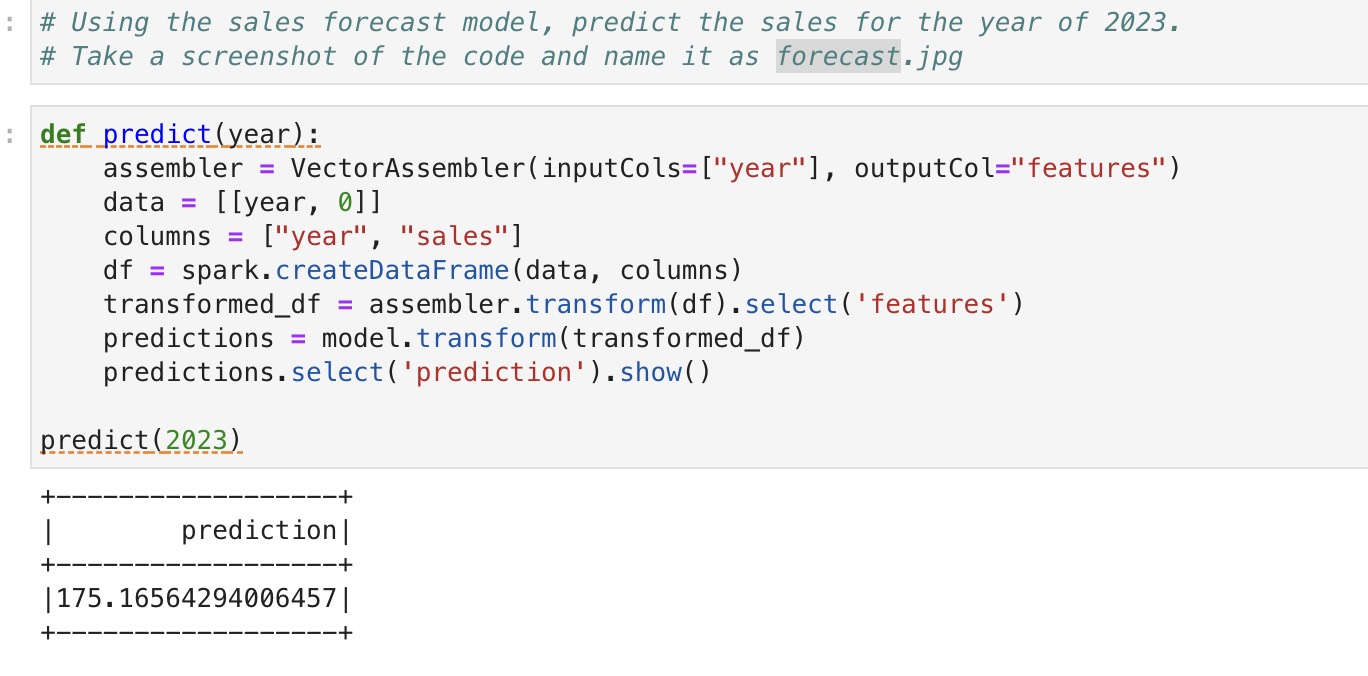 : # Using the sales forecast model, predict the sales for the year of 2023.
# Take a screenshot of the code and name it as forecast.jpg
: def predict(year):
    assembler = VectorAssembler(inputCols=["year"], outputCol="features")
    data = [[year, 0]]
    columns = ["year", "sales"]
    df = spark.createDataFrame(data, columns)
    transformed_df = assembler.transform(df).select('features')
    predictions = model.transform(transformed_df)
    predictions.select('prediction').show()
predict(2023)
+------------------+
|        prediction|
+------------------+
|175.16564294006457|
+------------------+